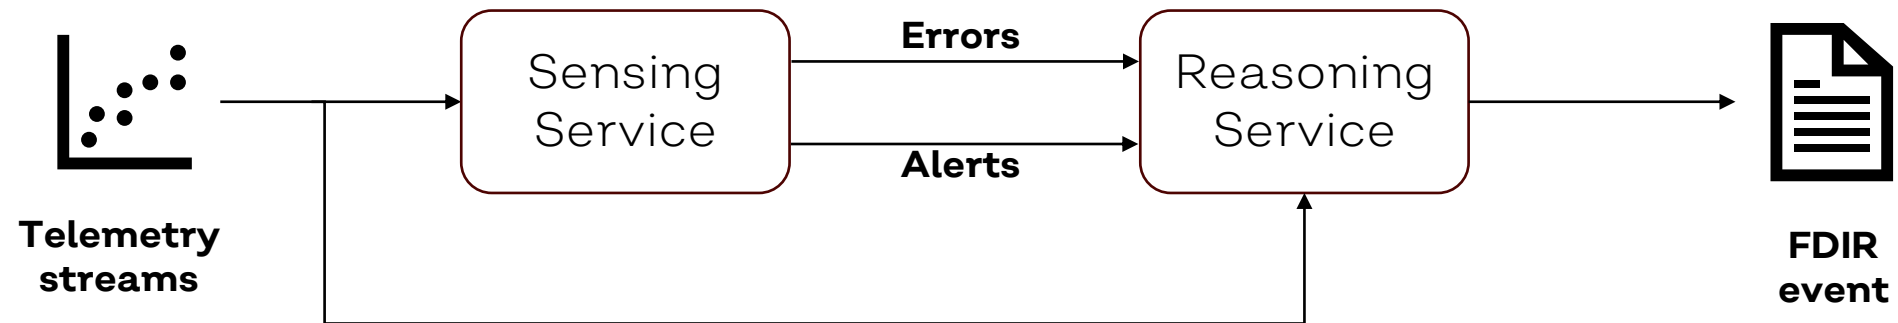 Telemetry
streams
Sensing
Service
Errors
Alerts
Reasoning
Service
FDIR
event